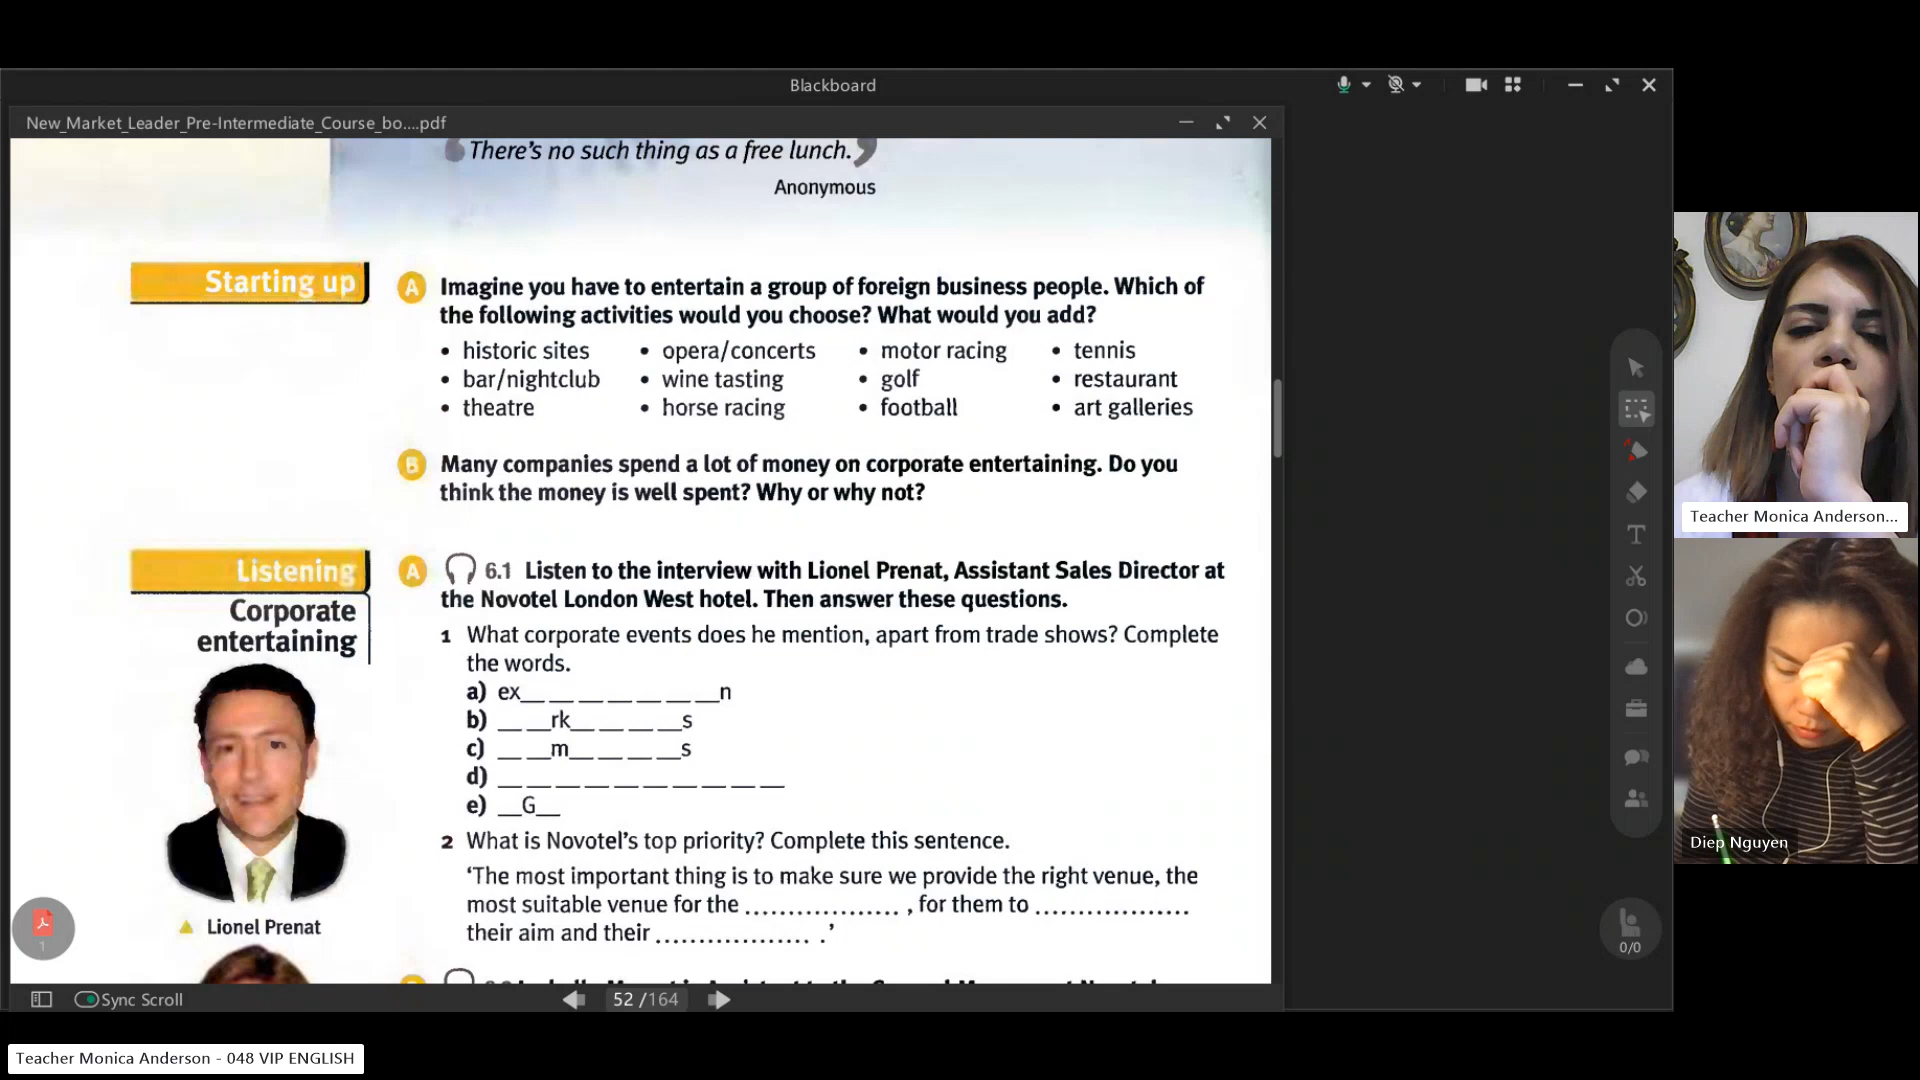 Blackboard
New_Market_Leader_Pre-Intermediate_Course_bo....pdf
There's no such thing as a free lunch.
Anonymous
Starting up
A Imagine you have to entertain a group of foreign business people. Which of
the following activities would you choose? What would you add?
• historic sites • opera/concerts • motor racing • tennis
• bar/nightclub • wine tasting • golf • restaurant
• theatre • horse racing • football • art galleries
B Many companies spend a lot of money on corporate entertaining. Do you
think the money is well spent? Why or why not?
Listening
Corporate
entertaining
A 6.1 Listen to the interview with Lionel Prenat, Assistant Sales Director at
the Novotel London West hotel. Then answer these questions.
1 What corporate events does he mention, apart from trade shows? Complete
the words.
a) ex__ __ __ __ __ __ __n
b) __ __rk__ __ __ __s
c) __ __m__ __ __ __s
d) __ __ __ __ __ __ __ __ __ __
e) __G__
2 What is Novotel's top priority? Complete this sentence.
'The most important thing is to make sure we provide the right venue, the
most suitable venue for the .................. , for them to ..................
their aim and their .................. .'
Lionel Prenat
1
Sync Scroll
52 /164
0/0
Teacher Monica Anderson...
Diep Nguyen
Teacher Monica Anderson - 048 VIP ENGLISH